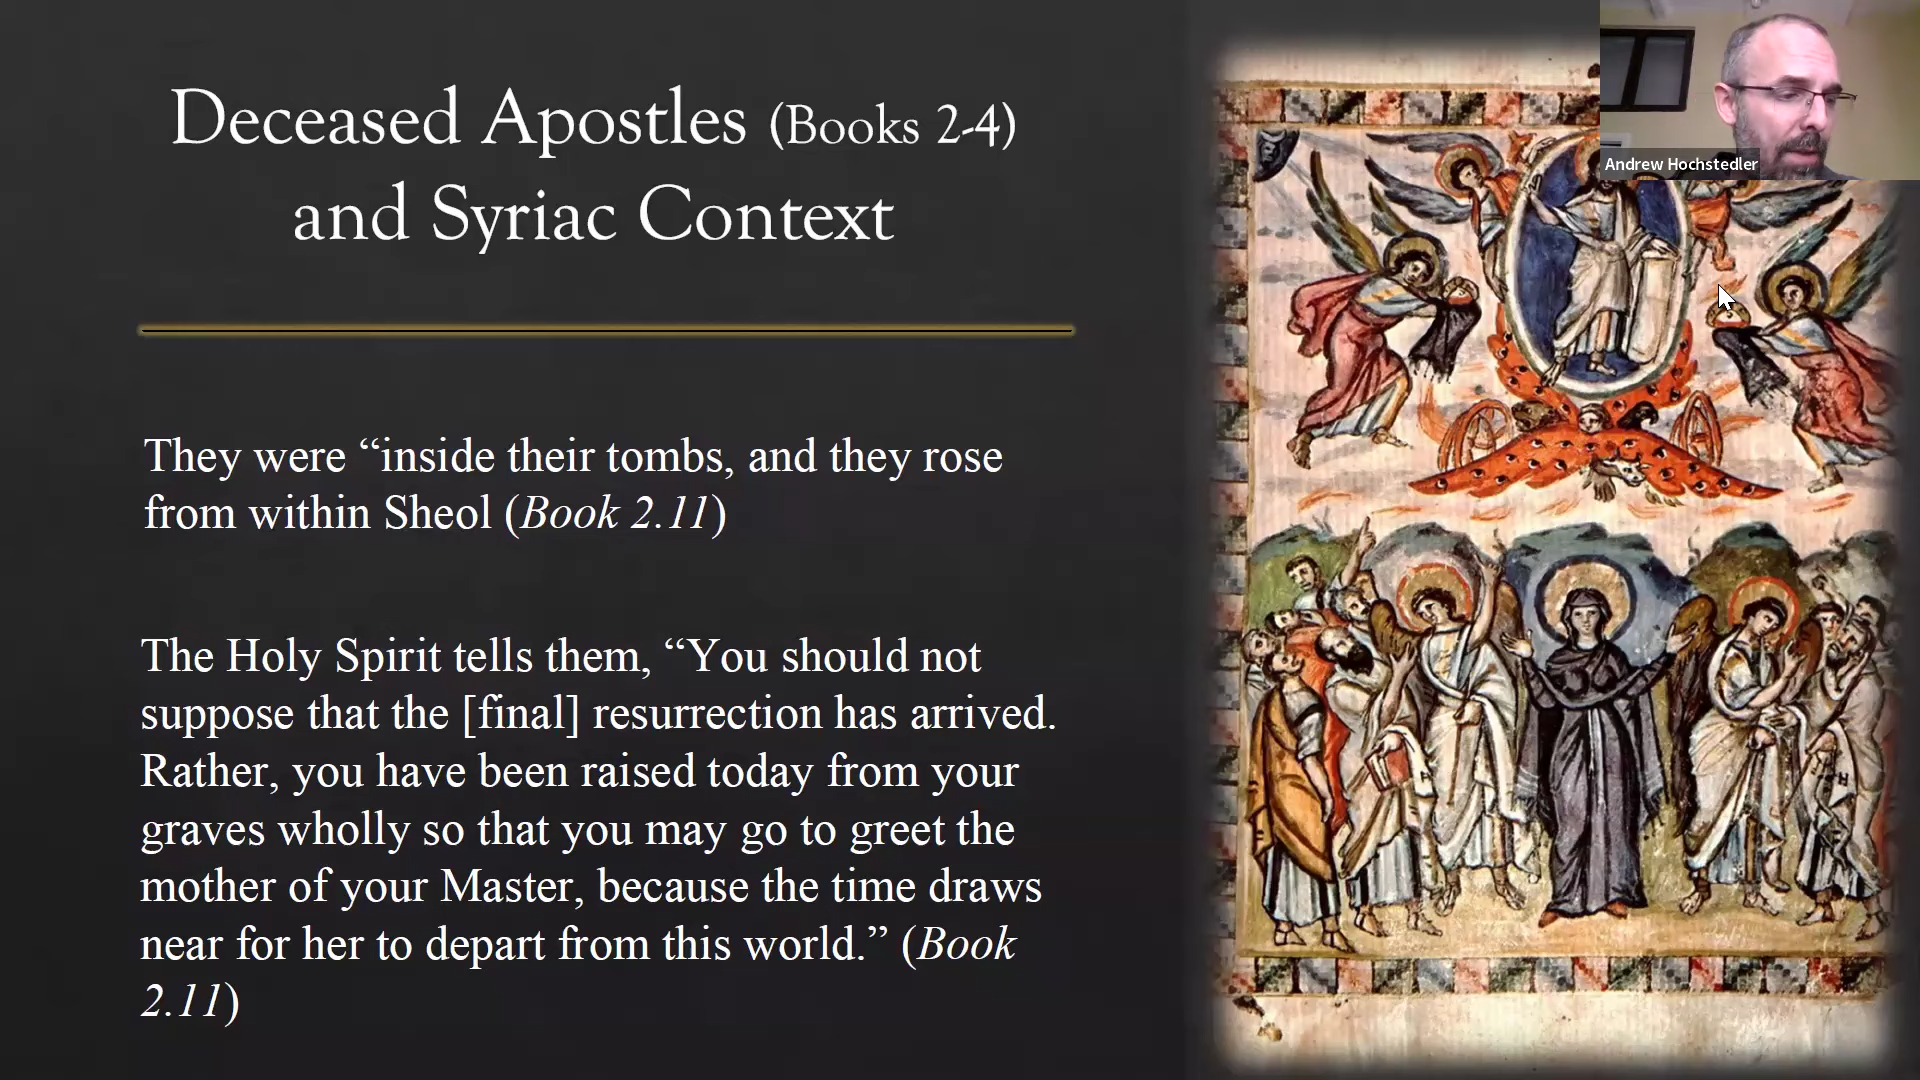 Deceased Apostles (Books 2-4)
and Syriac Context
They were “inside their tombs, and they rose
from within Sheol (Book 2.11)
The Holy Spirit tells them, “You should not
suppose that the [final] resurrection has arrived.
Rather, you have been raised today from your
graves wholly so that you may go to greet the
mother of your Master, because the time draws
near for her to depart from this world.” (Book
2.11)
Andrew Hochstedler